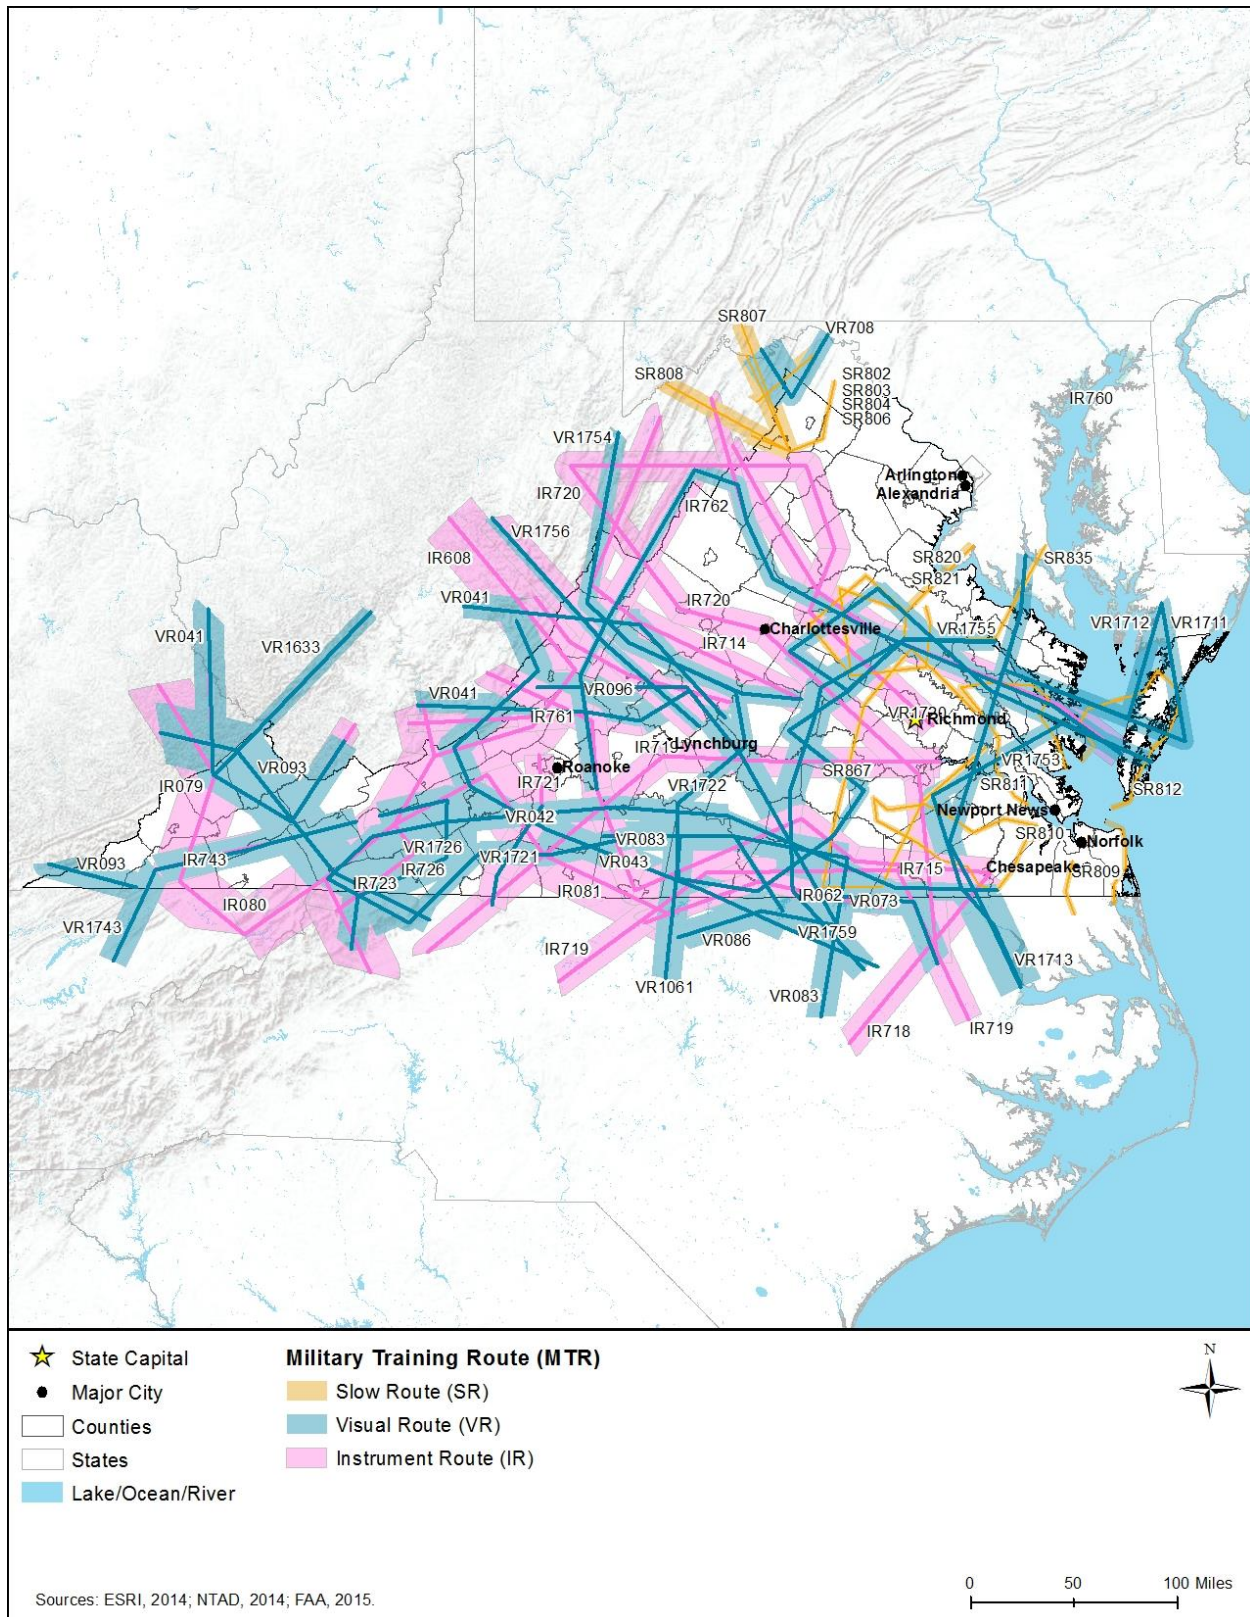 SR807
VR708
SR808
SR802
SR803
SR804
SR806
IR760
VR1754
Arlington
Alexandria
IR720
IR762
VR1756
IR608
SR820
SR835
SR821
VR041
IR720
VR041
VR1633
Charlottesville
VR1755
VR1712
VR1711
IR714
VR096
VR041
IR761
VR1720
Richmond
IR719
Lynchburg
VR093
Roanoke
VR1753
IR079
IR721
SR867
SR811
SR812
VR1722
VR042
Newport News
SR810
VR083
Norfolk
VR1726
VR093
IR743
VR1721
VR043
IR726
Chesapeake
SR809
IR715
IR723
IR081
IR062
VR073
IR080
VR1743
VR086
VR1759
IR719
VR1713
VR1061
VR083
IR718
IR719
State Capital
Major City
Counties
States
Lake/Ocean/River
Military Training Route (MTR)
Slow Route (SR)
Visual Route (VR)
Instrument Route (IR)
N
0 50 100 Miles
Sources: ESRI, 2014; NTAD, 2014; FAA, 2015.